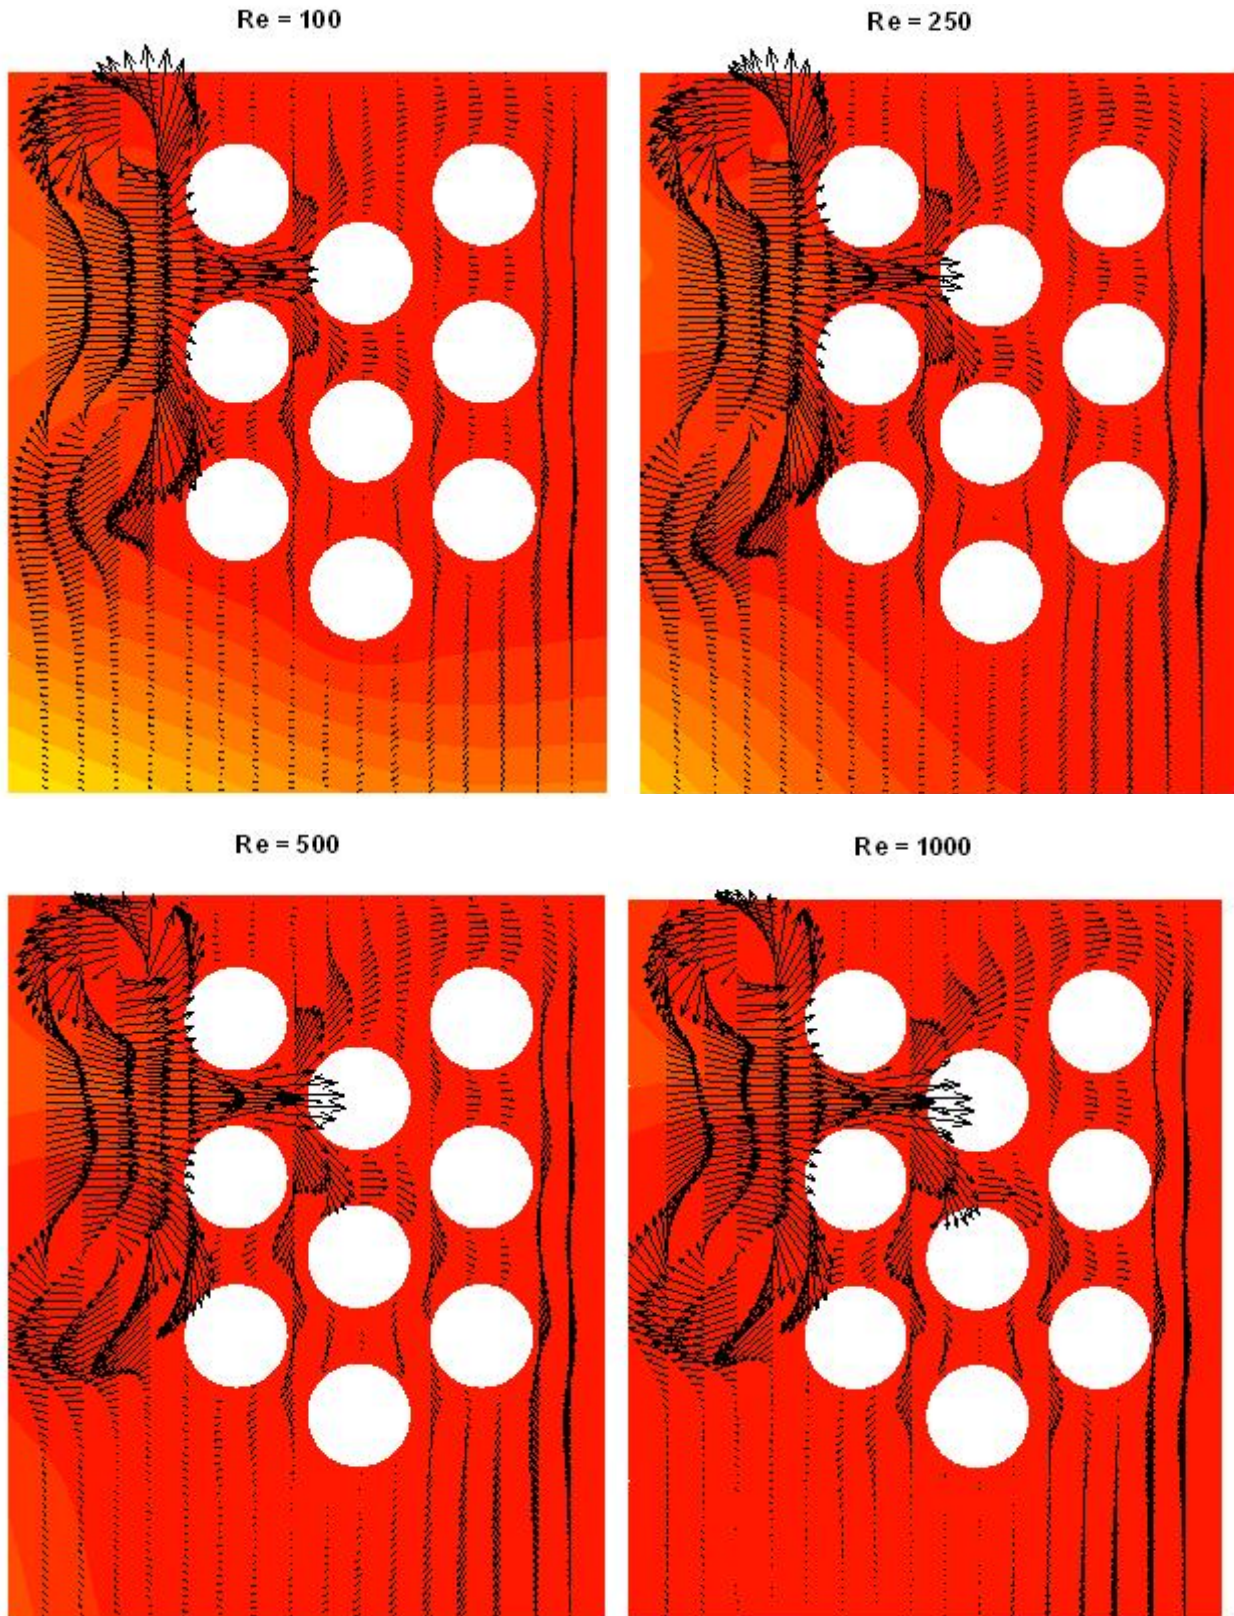 Re = 100
Re = 250
Re = 500
Re = 1000